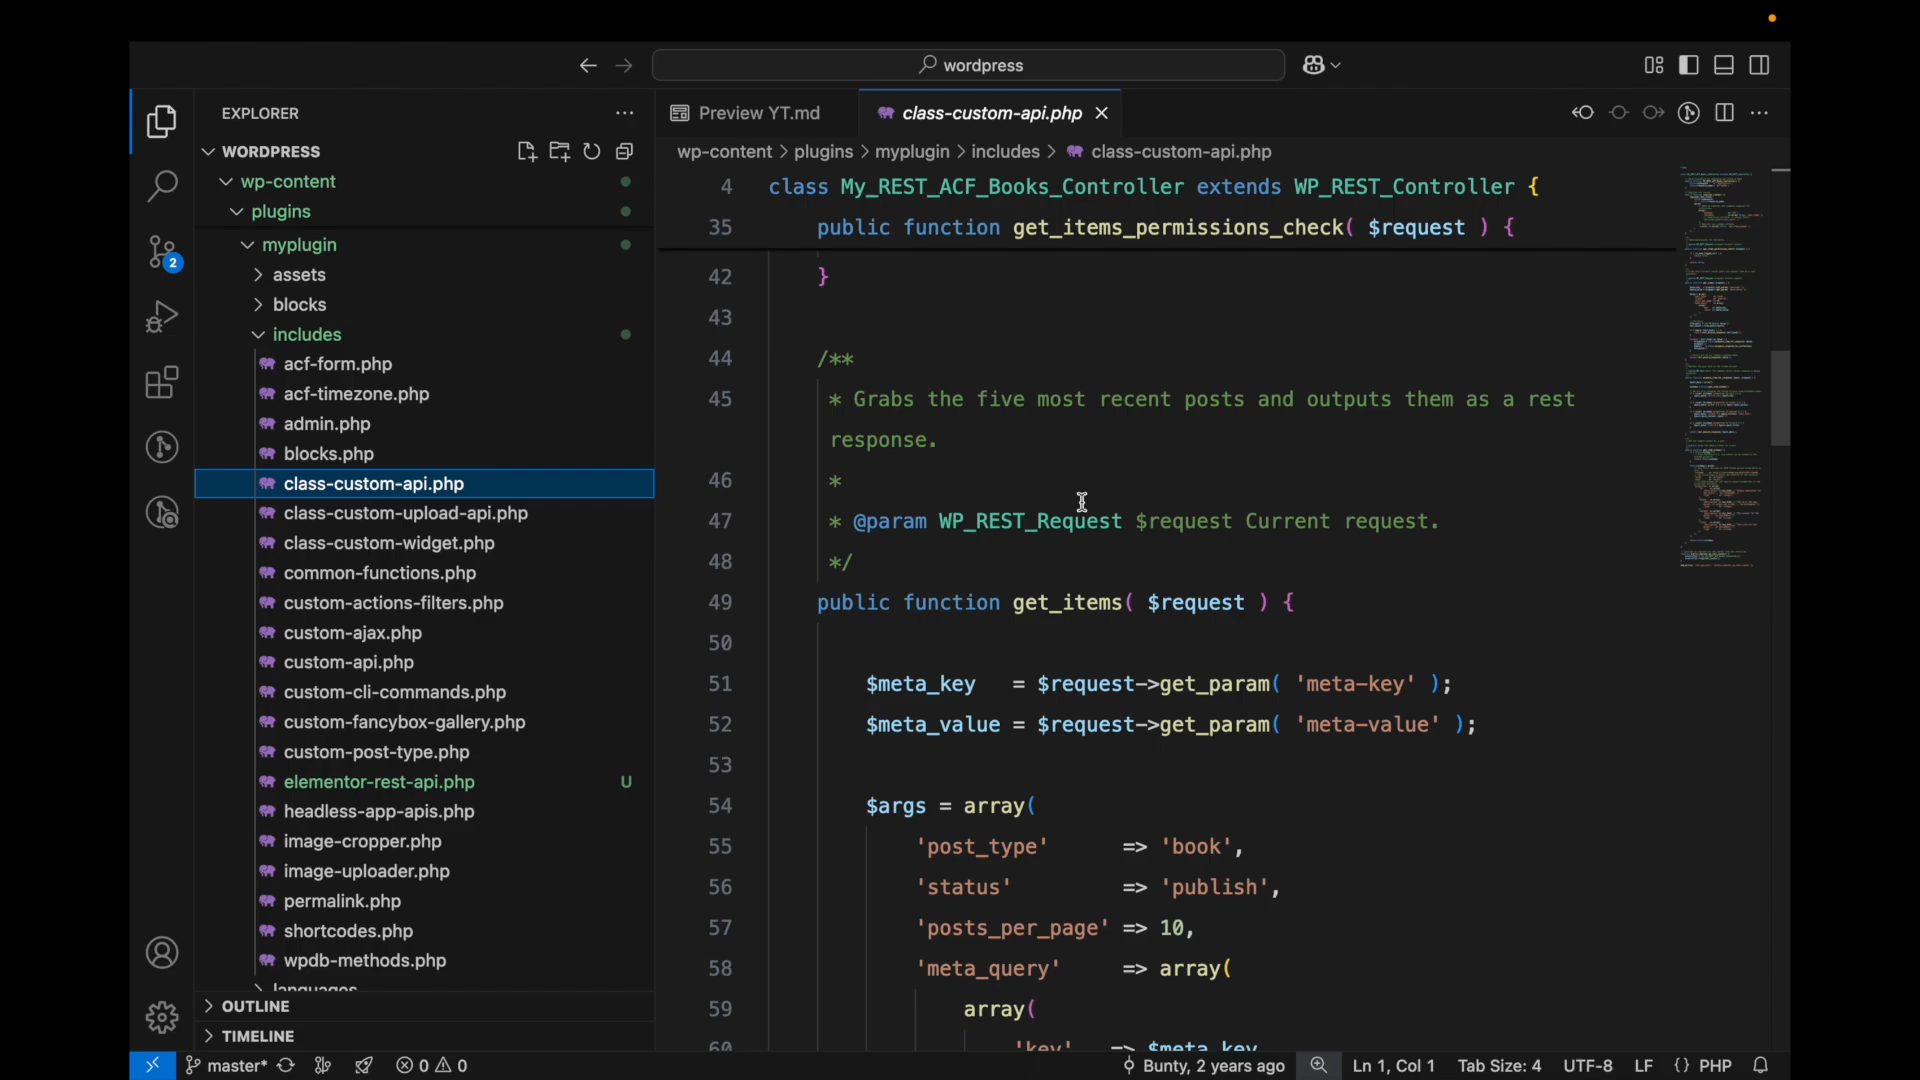 wordpress
EXPLORER
Preview YT.md
class-custom-api.php
WORDPRESS
wp-content > plugins > myplugin > includes > class-custom-api.php
wp-content
plugins
myplugin
assets
blocks
includes
acf-form.php
acf-timezone.php
admin.php
blocks.php
class-custom-api.php
class-custom-upload-api.php
class-custom-widget.php
common-functions.php
custom-actions-filters.php
custom-ajax.php
custom-api.php
custom-cli-commands.php
custom-fancybox-gallery.php
custom-post-type.php
elementor-rest-api.php U
headless-app-apis.php
image-cropper.php
image-uploader.php
permalink.php
shortcodes.php
wpdb-methods.php
languages
OUTLINE
TIMELINE
2
4 class My_REST_ACF_Books_Controller extends WP_REST_Controller {
35 public function get_items_permissions_check( $request ) {
42 }
43
44 /**
45 * Grabs the five most recent posts and outputs them as a rest
response.
46 *
47 * @param WP_REST_Request $request Current request.
48 */
49 public function get_items( $request ) {
50
51 $meta_key = $request->get_param( 'meta-key' );
52 $meta_value = $request->get_param( 'meta-value' );
53
54 $args = array(
55 'post_type' => 'book',
56 'status' => 'publish',
57 'posts_per_page' => 10,
58 'meta_query' => array(
59 array(
60 'key' => $meta_key
master* 0 0 Bunty, 2 years ago Ln 1, Col 1 Tab Size: 4 UTF-8 LF {} PHP